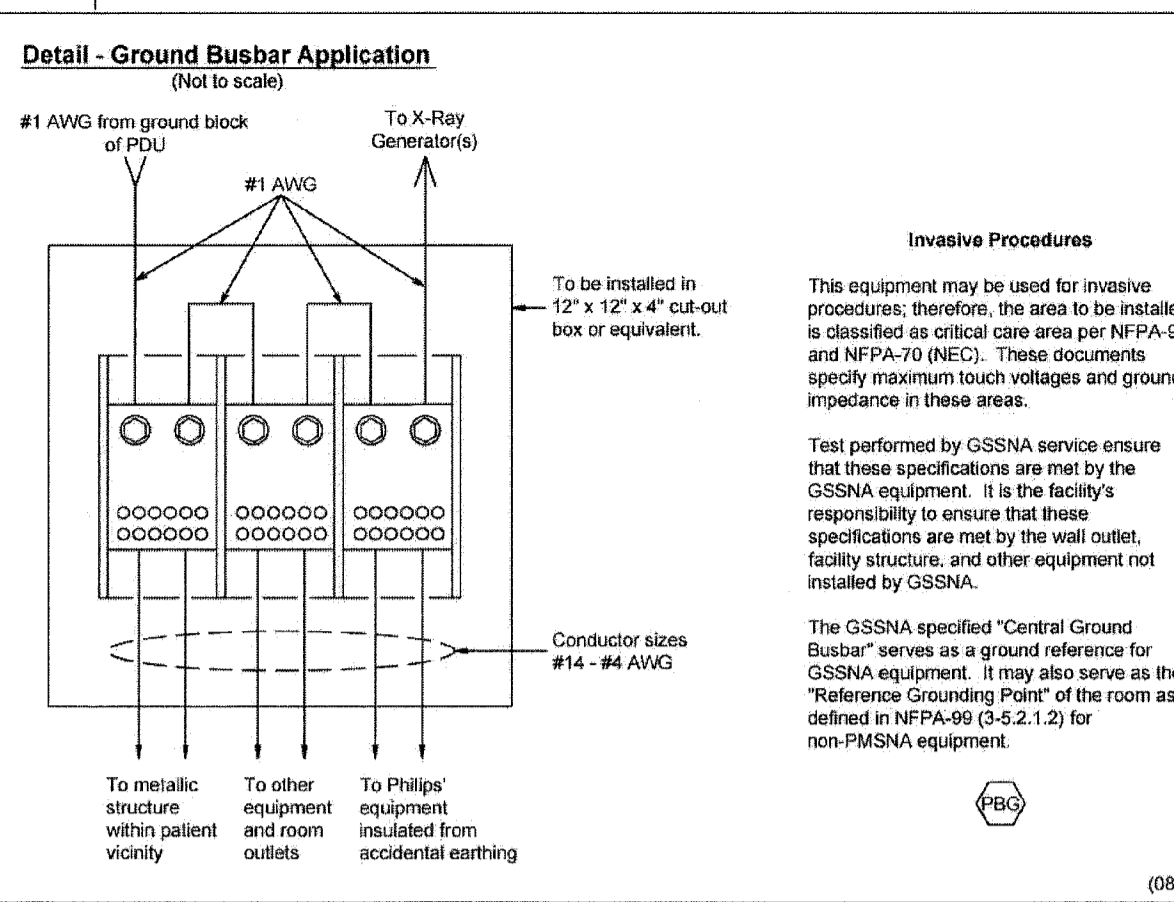 Detail - Ground Busbar Application
(Not to scale)
#1 AWG from ground block
of PDU
To X-Ray
Generator(s)
#1 AWG
To be installed in
12" x 12" x 4" cut-out
box or equivalent.
Conductor sizes
#14 - #4 AWG
To metallic
structure
within patient
vicinity
To other
equipment
and room
outlets
To Philips'
equipment
insulated from
accidental earthing
Invasive Procedures
This equipment may be used for invasive
procedures; therefore, the area to be installe
is classified as critical care area per NFPA-9
and NFPA-70 (NEC). These documents
specify maximum touch voltages and ground
impedance in these areas.
Test performed by GSSNA service ensure
that these specifications are met by the
GSSNA equipment. It is the facility's
responsibility to ensure that these
specifications are met by the wall outlet,
facility structure, and other equipment not
installed by GSSNA.
The GSSNA specified "Central Ground
Busbar" serves as a ground reference for
GSSNA equipment. It may also serve as the
"Reference Grounding Point" of the room as
defined in NFPA-99 (3-5.2.1.2) for
non-PMSNA equipment.
PBG
(08